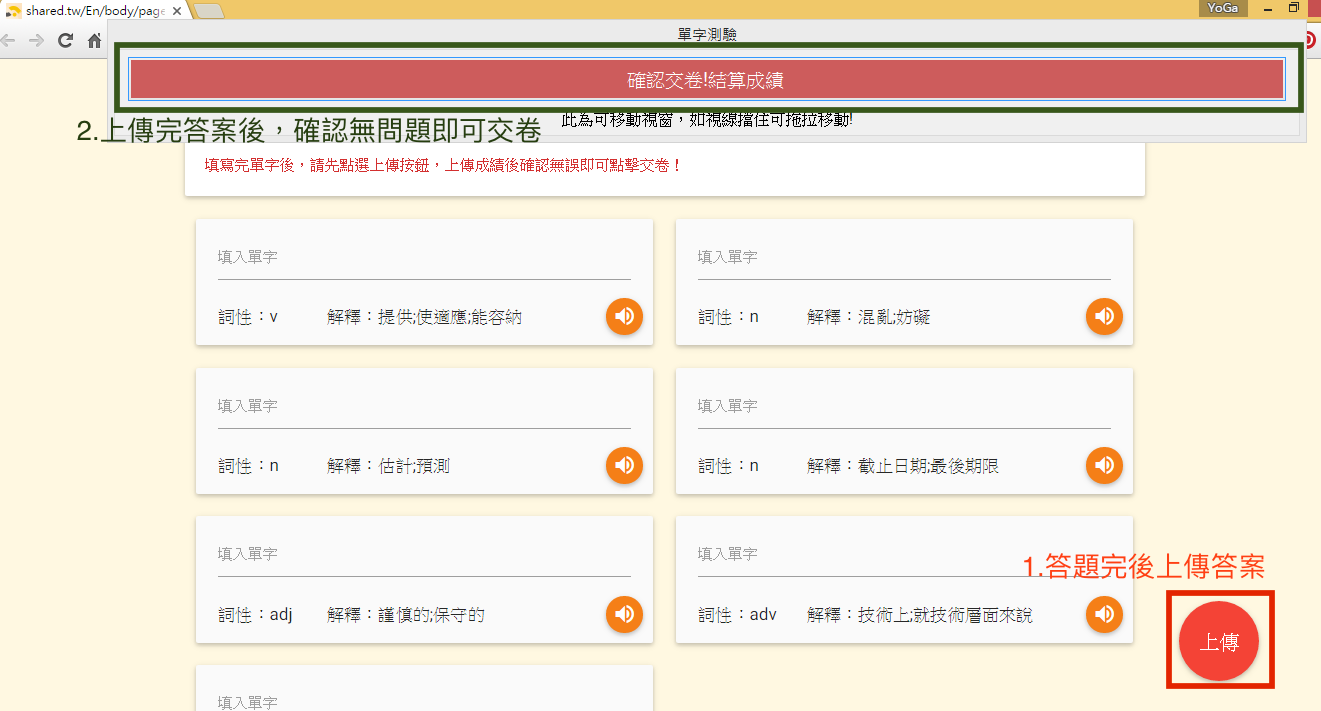 shared.tw/En/body/page
YoGa
單字測驗
確認交卷!結算成績
2.上傳完答案後，確認無問題即可交卷
此為可移動視窗，如視線擋住可拖拉移動!
填寫完單字後，請先點選上傳按鈕，上傳成績後確認無誤即可點擊交卷！
填入單字
詞性：v 解釋：提供;使適應;能容納
填入單字
詞性：n 解釋：混亂;妨礙
填入單字
詞性：n 解釋：估計;預測
填入單字
詞性：n 解釋：截止日期;最後期限
填入單字
詞性：adj 解釋：謹慎的;保守的
填入單字
詞性：adv 解釋：技術上;就技術層面來說
1.答題完後上傳答案
上傳
填入單字